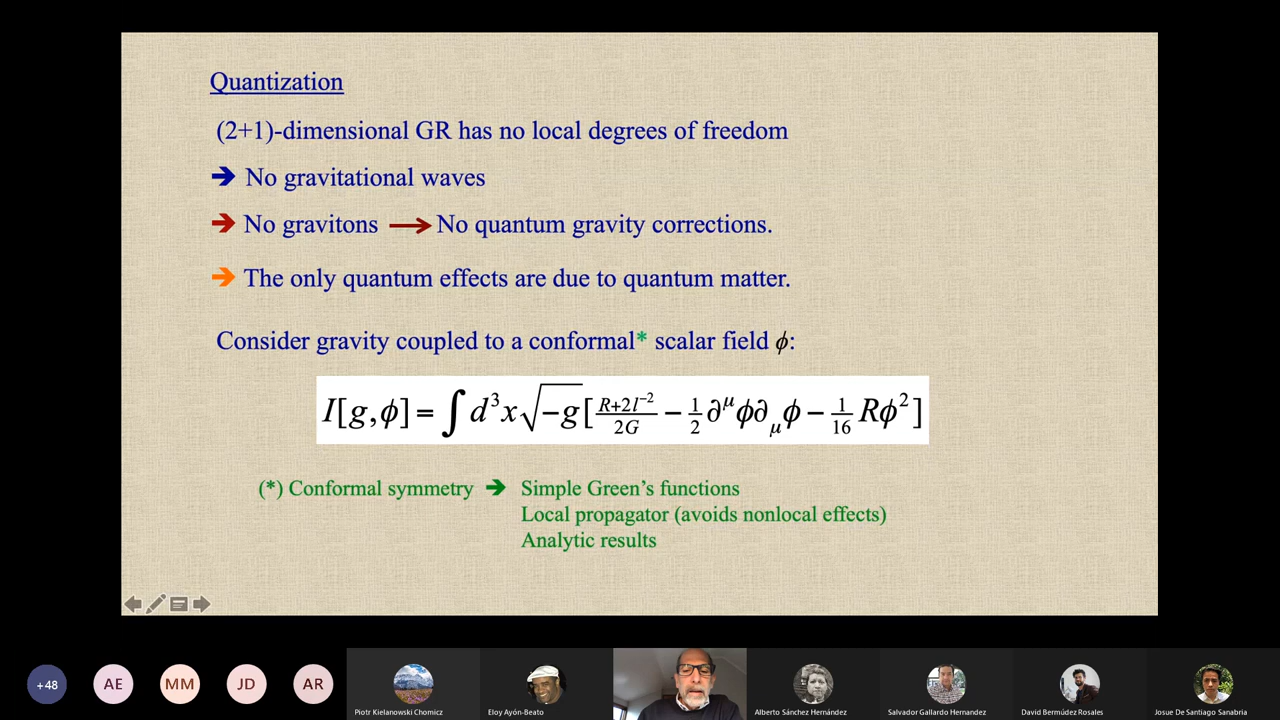 Quantization
(2+1)-dimensional GR has no local degrees of freedom
➔ No gravitational waves
➔ No gravitons ⟶ No quantum gravity corrections.
➔ The only quantum effects are due to quantum matter.
Consider gravity coupled to a conformal* scalar field ϕ:
I[g,ϕ] = ∫ d³x√−g[ (R+2l⁻²)/2G − ½ ∂^μ ϕ∂_μ ϕ − 1/16 Rϕ² ]
(*) Conformal symmetry ➔ Simple Green's functions
Local propagator (avoids nonlocal effects)
Analytic results
+48 AE MM JD AR
Piotr Kielanowski Chomicz Eloy Ayón-Beato Alberto Sánchez Hernández Salvador Gallardo Hernandez David Bermúdez Rosales Josue De Santiago Sanabria